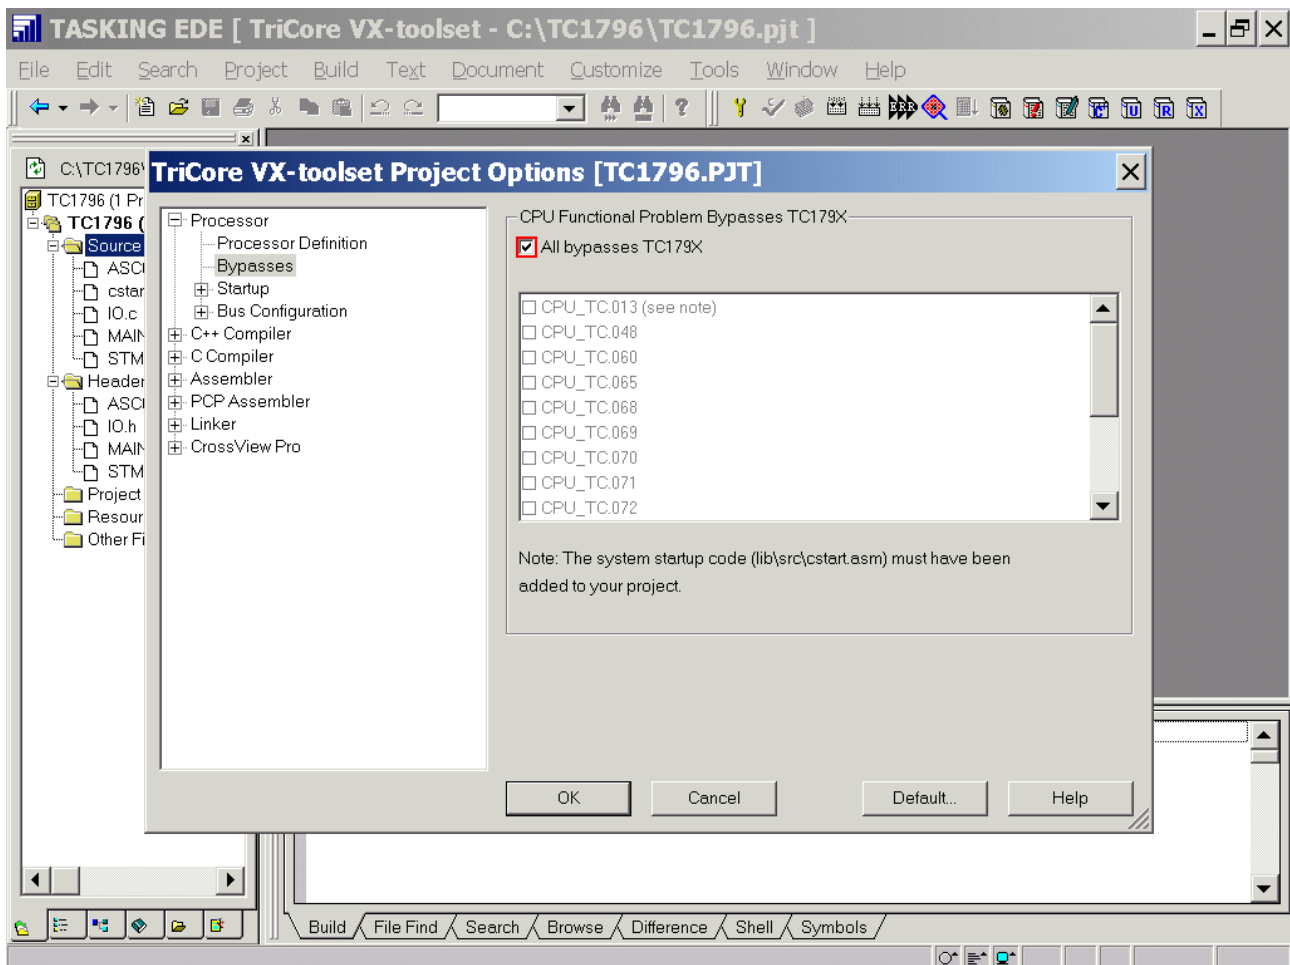 TASKING EDE [ TriCore VX-toolset - C:\TC1796\TC1796.pjt ]
File Edit Search Project Build Text Document Customize Tools Window Help
C:\TC1796\
TC1796 (1 Pr
TC1796 (
Source
ASC
cstar
IO.c
MAIN
STM
Header
ASC
IO.h
MAIN
STM
Project
Resour
Other Fi
TriCore VX-toolset Project Options [TC1796.PJT]
Processor
Processor Definition
Bypasses
Startup
Bus Configuration
C++ Compiler
C Compiler
Assembler
PCP Assembler
Linker
CrossView Pro
CPU Functional Problem Bypasses TC179X
All bypasses TC179X
CPU_TC.013 (see note)
CPU_TC.048
CPU_TC.060
CPU_TC.065
CPU_TC.068
CPU_TC.069
CPU_TC.070
CPU_TC.071
CPU_TC.072
Note: The system startup code (lib\src\cstart.asm) must have been
added to your project.
OK Cancel Default... Help
Build File Find Search Browse Difference Shell Symbols